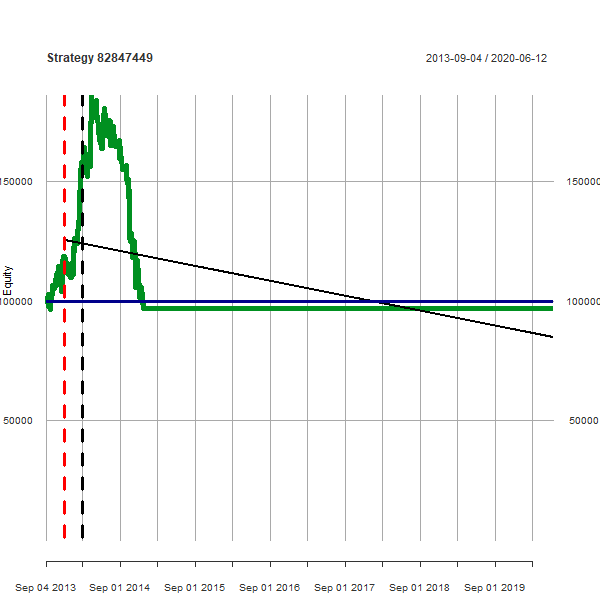 Strategy 82847449
2013-09-04 / 2020-06-12
150000
150000
Equity
100000
100000
50000
50000
Sep 04 2013
Sep 01 2014
Sep 01 2015
Sep 01 2016
Sep 01 2017
Sep 01 2018
Sep 01 2019